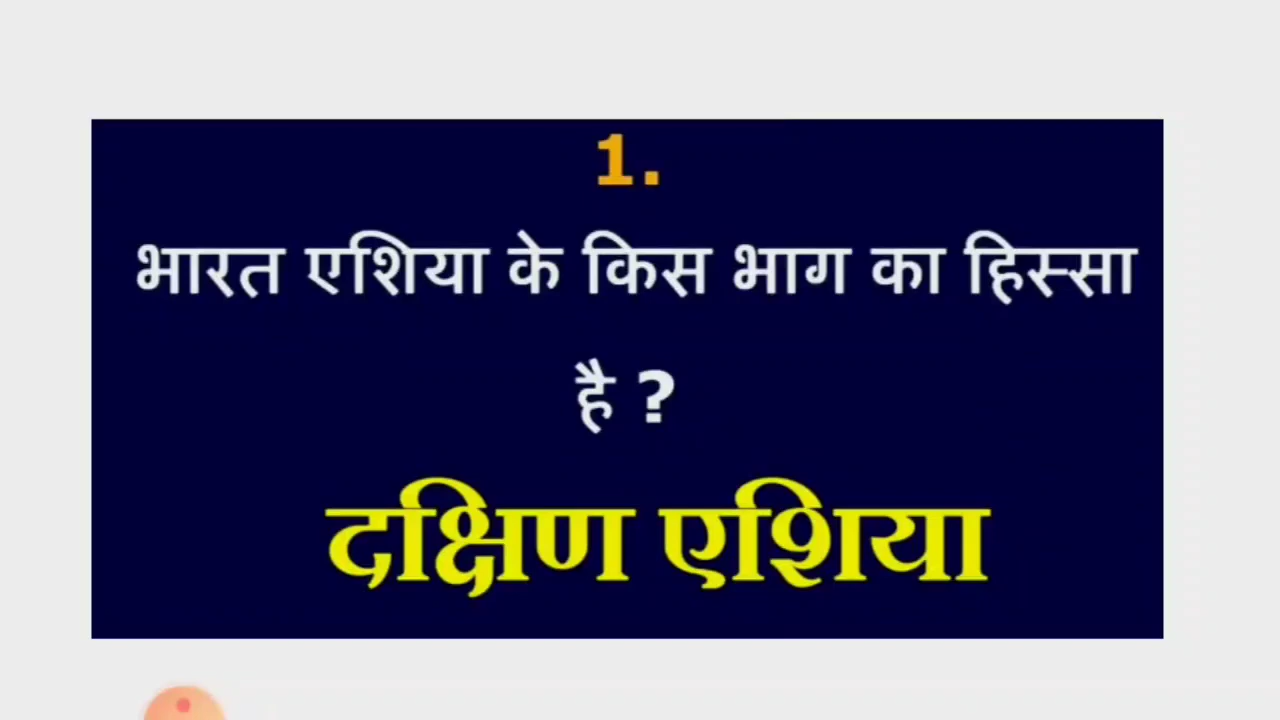 1.
भारत एशिया के किस भाग का हिस्सा
है ?
दक्षिण एशिया